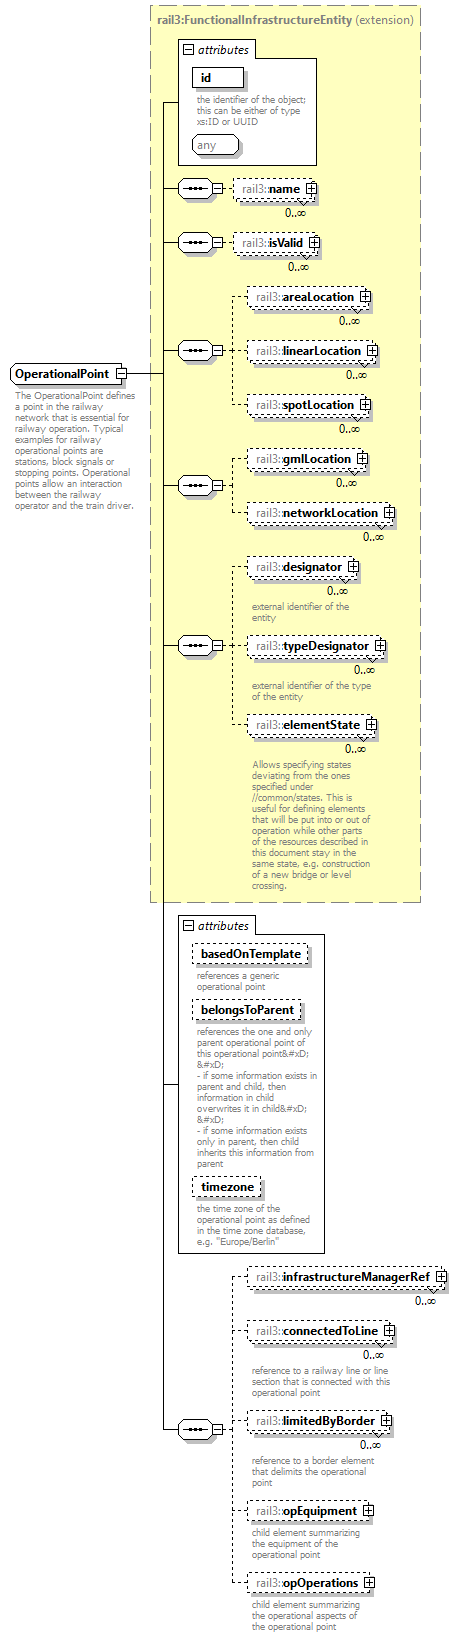 rail3:FunctionalInfrastructureEntity (extension)
attributes
id
the identifier of the object;
this can be either of type
xs:ID or UUID
any
rail3::name
0..∞
rail3::isValid
0..∞
rail3::areaLocation
0..∞
rail3::linearLocation
0..∞
rail3::spotLocation
0..∞
OperationalPoint
The OperationalPoint defines
a point in the railway
network that is essential for
railway operation. Typical
examples for railway
operational points are
stations, block signals or
stopping points. Operational
points allow an interaction
between the railway
operator and the train driver.
rail3::gmlLocation
0..∞
rail3::networkLocation
0..∞
rail3::designator
0..∞
external identifier of the
entity
rail3::typeDesignator
0..∞
external identifier of the type
of the entity
rail3::elementState
0..∞
Allows specifying states
deviating from the ones
specified under
//common/states. This is
useful for defining elements
that will be put into or out of
operation while other parts
of the resources described in
this document stay in the
same state, e.g. construction
of a new bridge or level
crossing.
attributes
basedOnTemplate
references a generic
operational point
belongsToParent
references the one and only
parent operational point of
this operational point&#xD;
&#xD;
- if some information exists in
parent and child, then
information in child
overwrites it in child&#xD;
&#xD;
- if some information exists
only in parent, then child
inherits this information from
parent
timezone
the time zone of the
operational point as defined
in the time zone database,
e.g. "Europe/Berlin"
rail3::infrastructureManagerRef
0..∞
rail3::connectedToLine
0..∞
reference to a railway line or line
section that is connected with this
operational point
rail3::limitedByBorder
0..∞
reference to a border element
that delimits the operational
point
rail3::opEquipment
child element summarizing
the equipment of the
operational point
rail3::opOperations
child element summarizing
the operational aspects of
the operational point